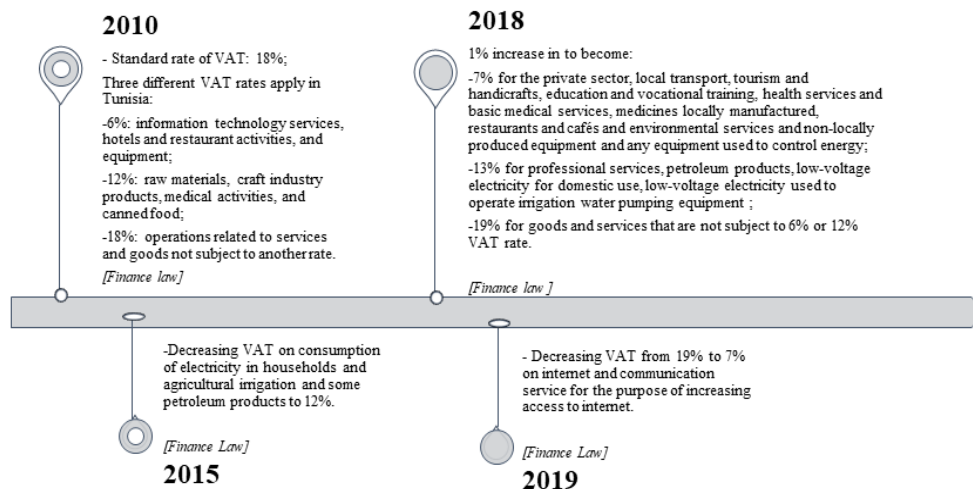 2010
- Standard rate of VAT: 18%;
Three different VAT rates apply in
Tunisia:
-6%: information technology services,
hotels and restaurant activities, and
equipment;
-12%: raw materials, craft industry
products, medical activities, and
canned food;
-18%: operations related to services
and goods not subject to another rate.
[Finance law]
2018
1% increase in to become:
-7% for the private sector, local transport, tourism and
handicrafts, education and vocational training, health services and
basic medical services, medicines locally manufactured,
restaurants and cafés and environmental services and non-locally
produced equipment and any equipment used to control energy;
-13% for professional services, petroleum products, low-voltage
electricity for domestic use, low-voltage electricity used to
operate irrigation water pumping equipment ;
-19% for goods and services that are not subject to 6% or 12%
VAT rate.
[Finance law ]
-Decreasing VAT on consumption
of electricity in households and
agricultural irrigation and some
petroleum products to 12%.
[Finance Law]
2015
- Decreasing VAT from 19% to 7%
on internet and communication
service for the purpose of increasing
access to internet.
[Finance Law]
2019